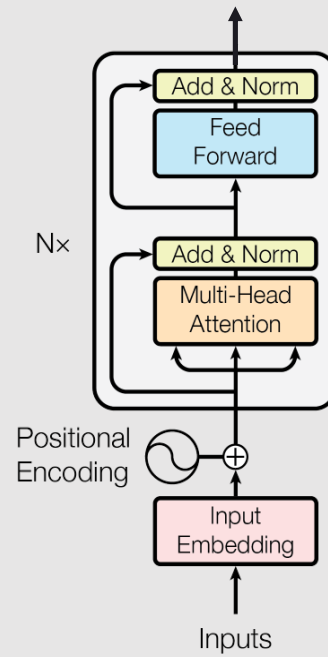 Add & Norm
Feed
Forward
N×
Add & Norm
Multi-Head
Attention
Positional
Encoding
Input
Embedding
Inputs